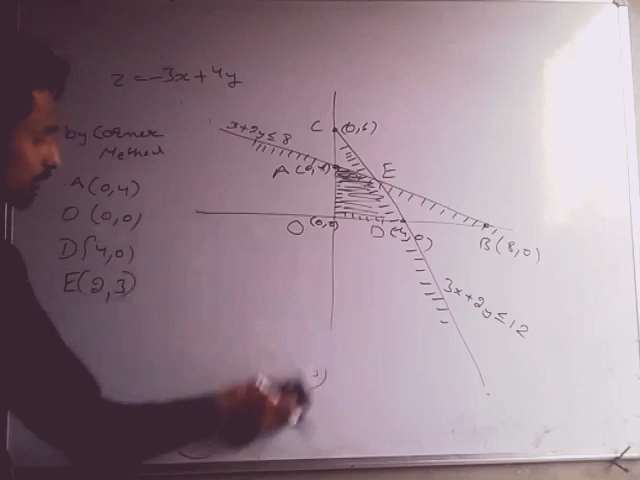 z = -3x + 4y
by Corner
Method
A (0,4)
O (0,0)
D (4,0)
E (2,3)
x+2y ≤ 8
C (0,6)
A (0,4)
E
O (0,0)
D (4,0)
B (8,0)
3x+2y ≤ 12